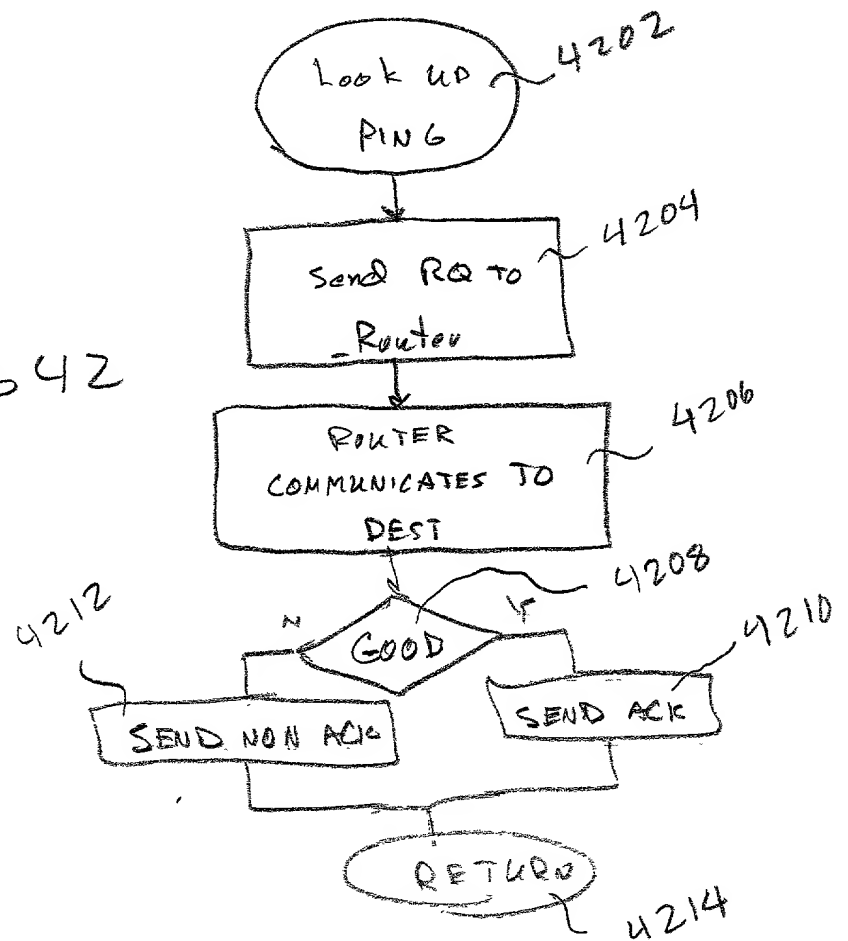 Look up
PING
4202
Send RQ to
Router
4204
42
ROUTER
COMMUNICATES TO
DEST
4206
GOOD
4208
N
Y
4212
SEND NON ACK
SEND ACK
4210
RETURN
4214